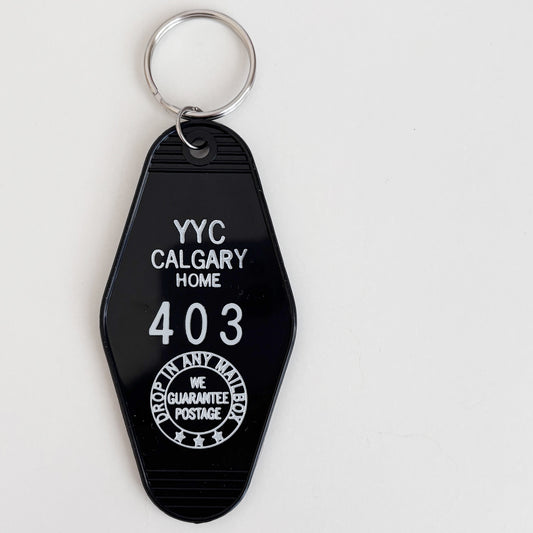 YYC
CALGARY
HOME
403
DROP IN ANY MAILBOX
WE
GUARANTEE
POSTAGE